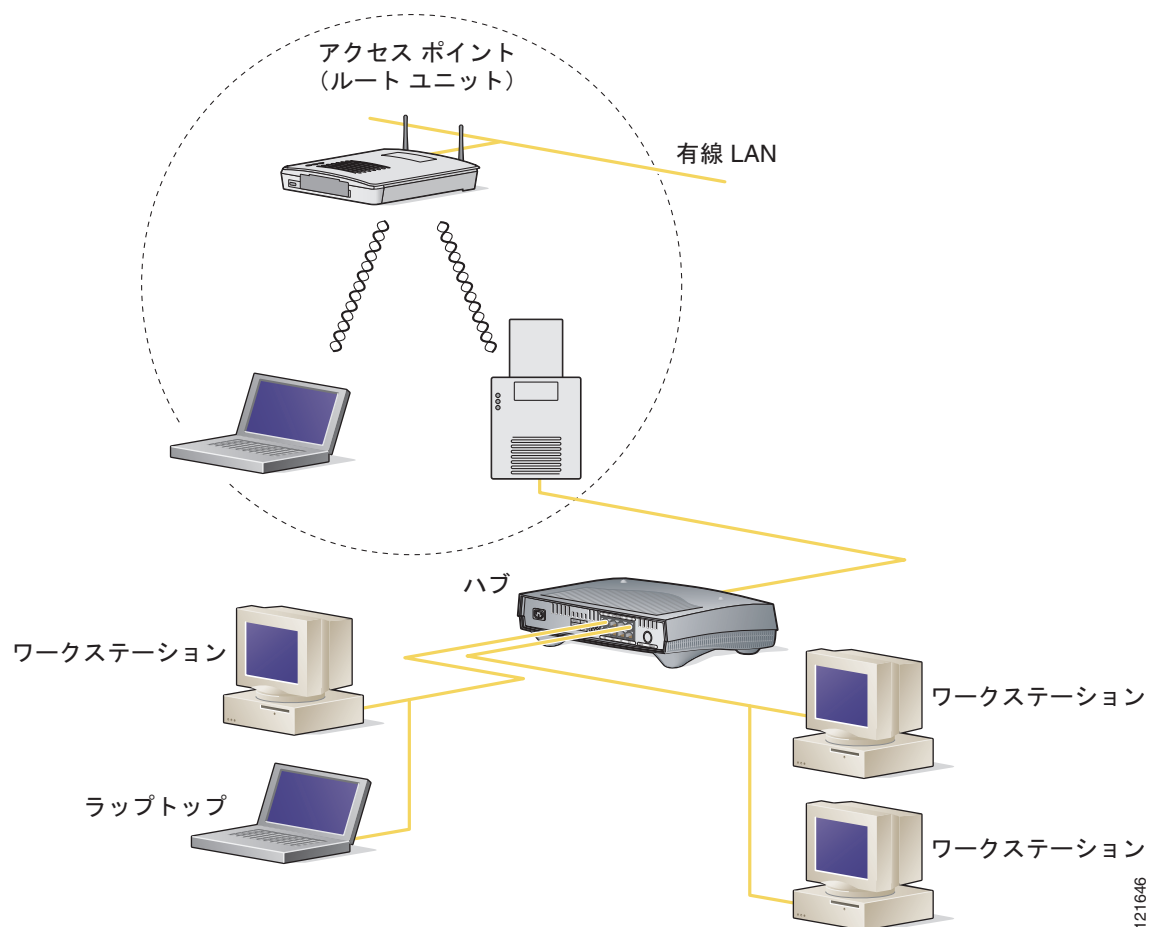 アクセス ポイント
（ルート ユニット）
有線 LAN
ハブ
ワークステーション
ワークステーション
ラップトップ
ワークステーション
121646